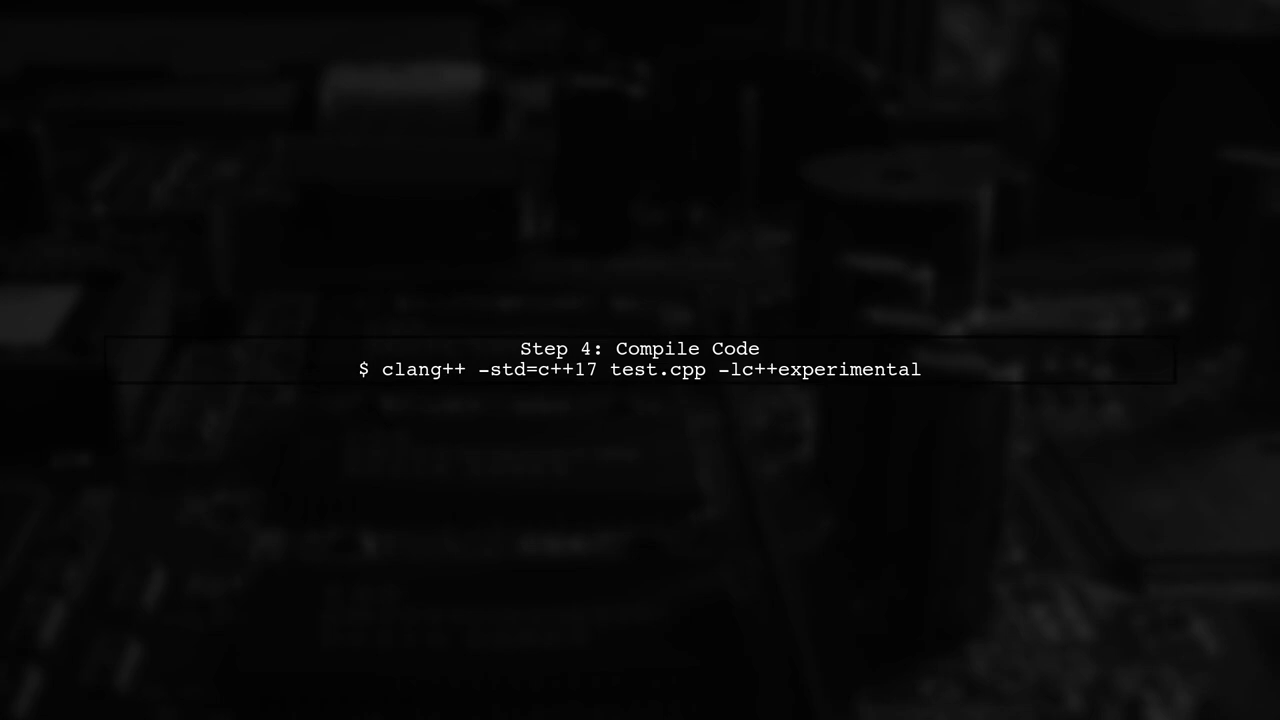 Step 4: Compile Code
$ clang++ -std=c++17 test.cpp -lc++experimental